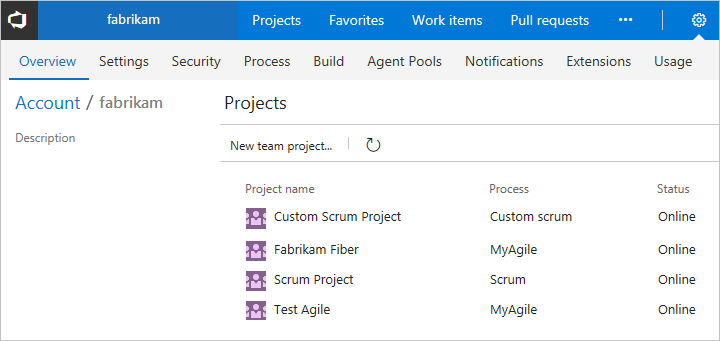 fabrikam Projects Favorites Work items Pull requests ···
Overview Settings Security Process Build Agent Pools Notifications Extensions Usage
Account / fabrikam
Description
Projects
New team project...
Project name Process Status
Custom Scrum Project Custom scrum Online
Fabrikam Fiber MyAgile Online
Scrum Project Scrum Online
Test Agile MyAgile Online